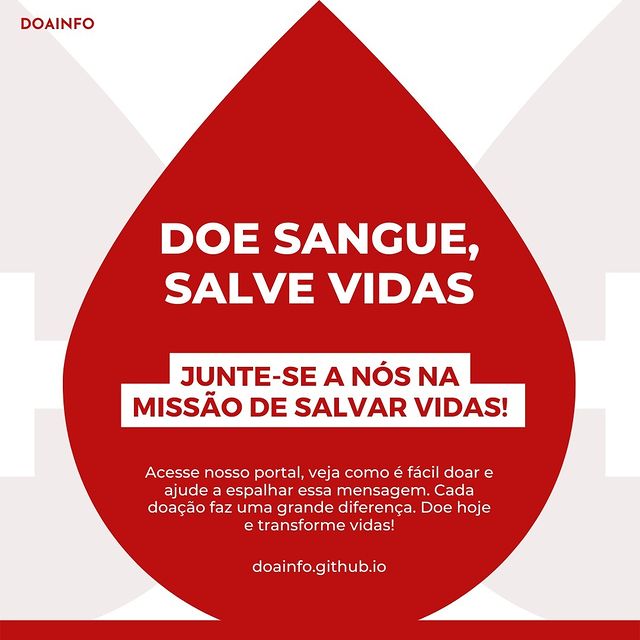 DOAINFO
DOE SANGUE,
SALVE VIDAS
JUNTE-SE A NÓS NA
MISSÃO DE SALVAR VIDAS!
Acesse nosso portal, veja como é fácil doar e
ajude a espalhar essa mensagem. Cada
doação faz uma grande diferença. Doe hoje
e transforme vidas!
doainfo.github.io